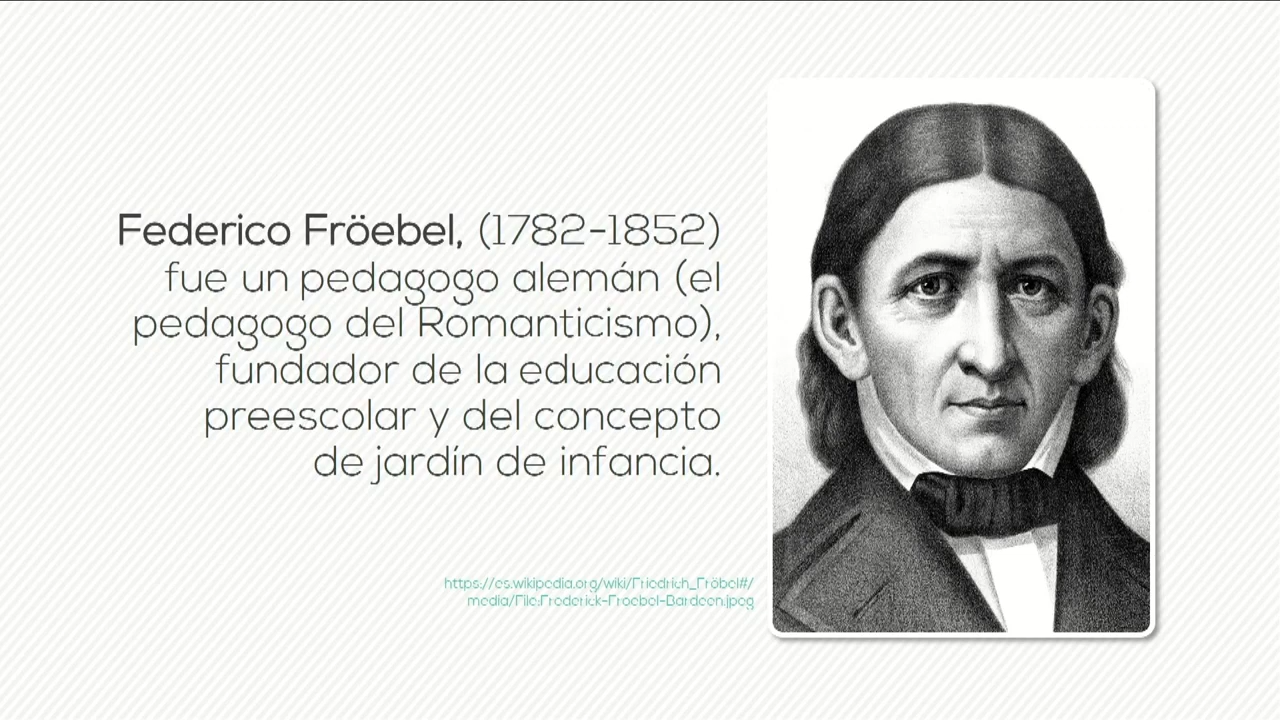 Federico Fröebel, (1782-1852)
fue un pedagogo alemán (el
pedagogo del Romanticismo),
fundador de la educación
preescolar y del concepto
de jardín de infancia.
https://es.wikipedia.org/wiki/Friedrich_Fröbel#/
media/File:Frederick-Froebel-Bardeen.jpeg